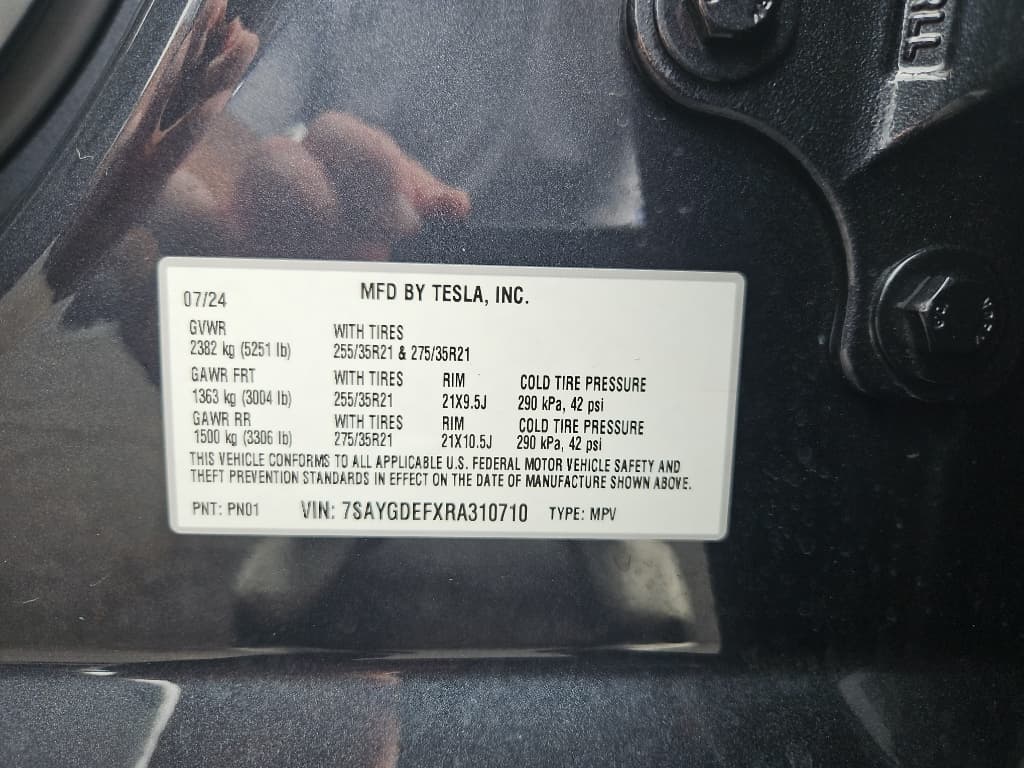 07/24 MFD BY TESLA, INC.
GVWR WITH TIRES
2382 kg (5251 lb) 255/35R21 & 275/35R21
GAWR FRT WITH TIRES RIM COLD TIRE PRESSURE
1363 kg (3004 lb) 255/35R21 21X9.5J 290 kPa, 42 psi
GAWR RR WITH TIRES RIM COLD TIRE PRESSURE
1500 kg (3306 lb) 275/35R21 21X10.5J 290 kPa, 42 psi
THIS VEHICLE CONFORMS TO ALL APPLICABLE U.S. FEDERAL MOTOR VEHICLE SAFETY AND
THEFT PREVENTION STANDARDS IN EFFECT ON THE DATE OF MANUFACTURE SHOWN ABOVE.
PNT: PN01 VIN: 7SAYGDEFXRA310710 TYPE: MPV